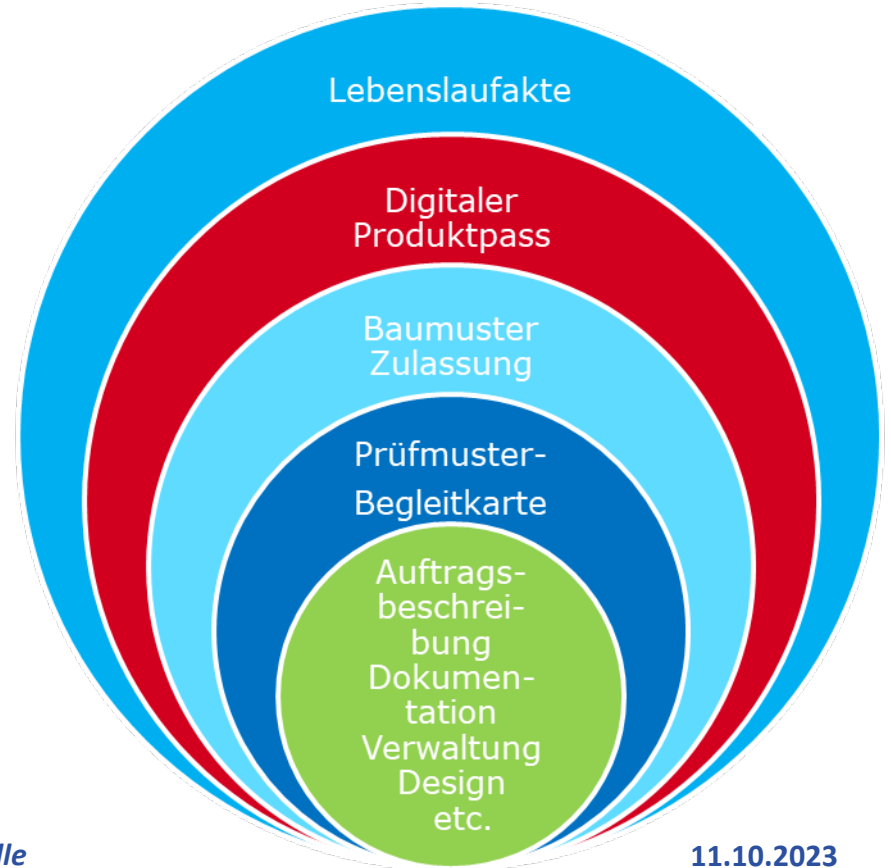 Lebenslaufakte
Digitaler
Produktpass
Baumuster
Zulassung
Prüfmuster-
Begleitkarte
Auftrags-
beschrei-
bung
Dokumen-
tation
Verwaltung
Design
etc.
11.10.2023